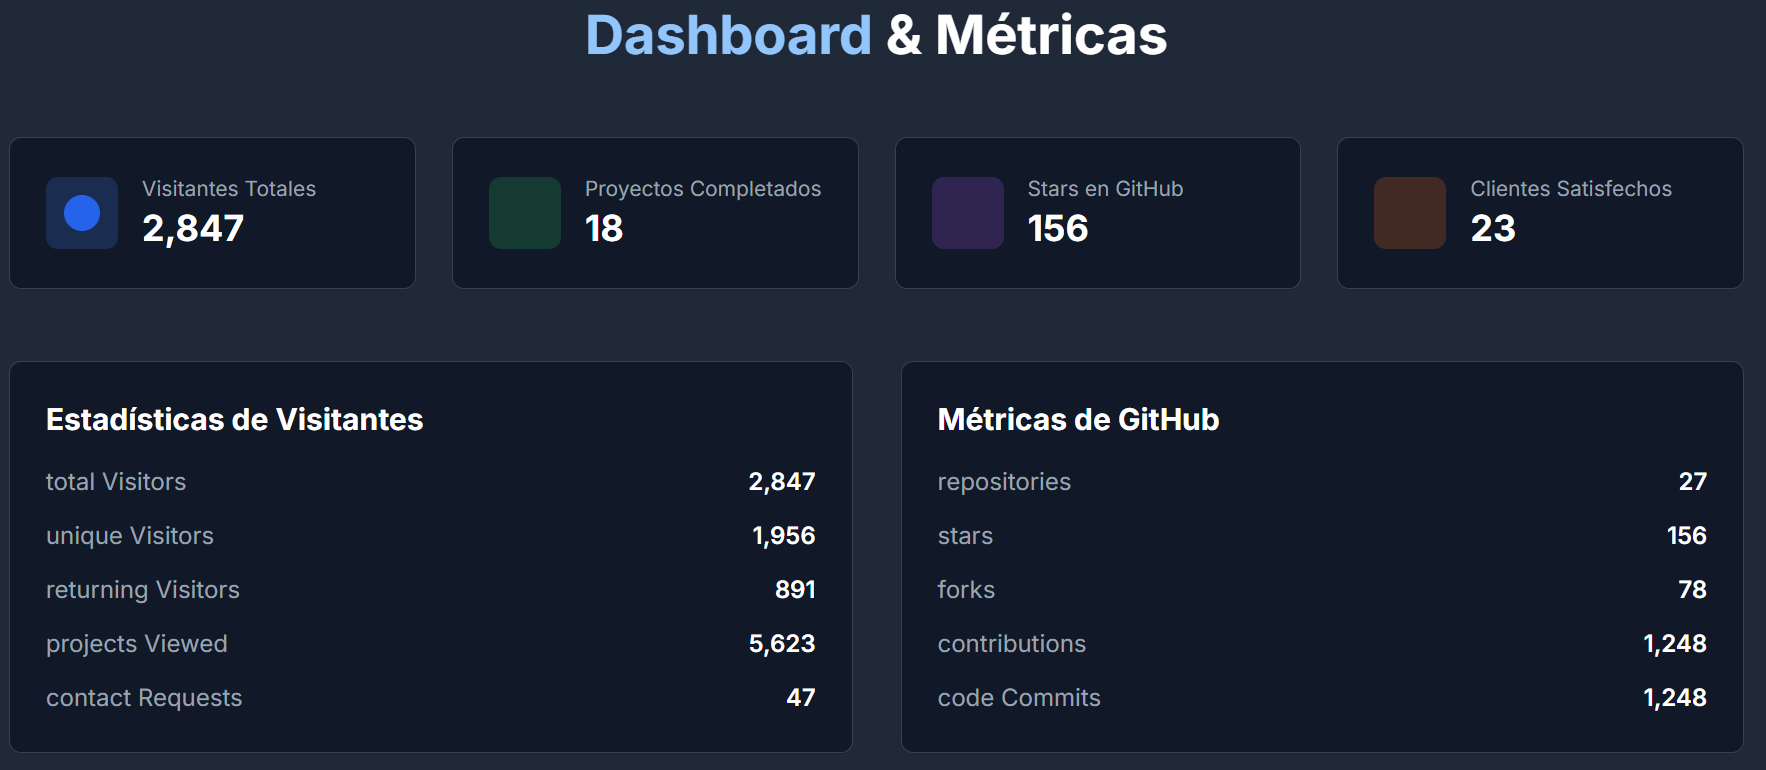 Dashboard & Métricas
Visitantes Totales
2,847
Proyectos Completados
18
Stars en GitHub
156
Clientes Satisfechos
23
Estadísticas de Visitantes
total Visitors 2,847
unique Visitors 1,956
returning Visitors 891
projects Viewed 5,623
contact Requests 47
Métricas de GitHub
repositories 27
stars 156
forks 78
contributions 1,248
code Commits 1,248